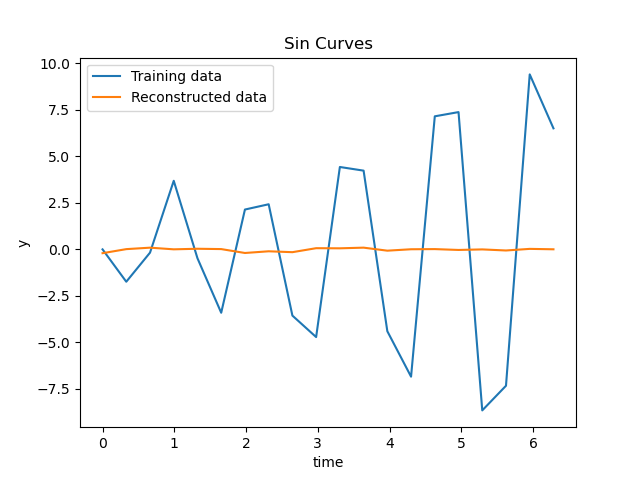 Sin Curves
Training data
Reconstructed data
10.0
7.5
5.0
2.5
0.0
−2.5
−5.0
−7.5
y
0 1 2 3 4 5 6
time